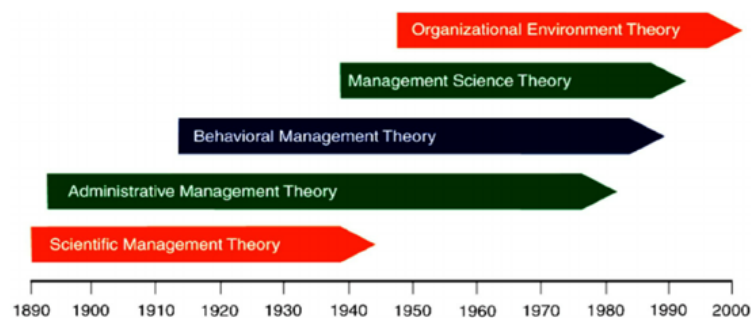 Organizational Environment Theory
Management Science Theory
Behavioral Management Theory
Administrative Management Theory
Scientific Management Theory
1890 1900 1910 1920 1930 1940 1950 1960 1970 1980 1990 2000